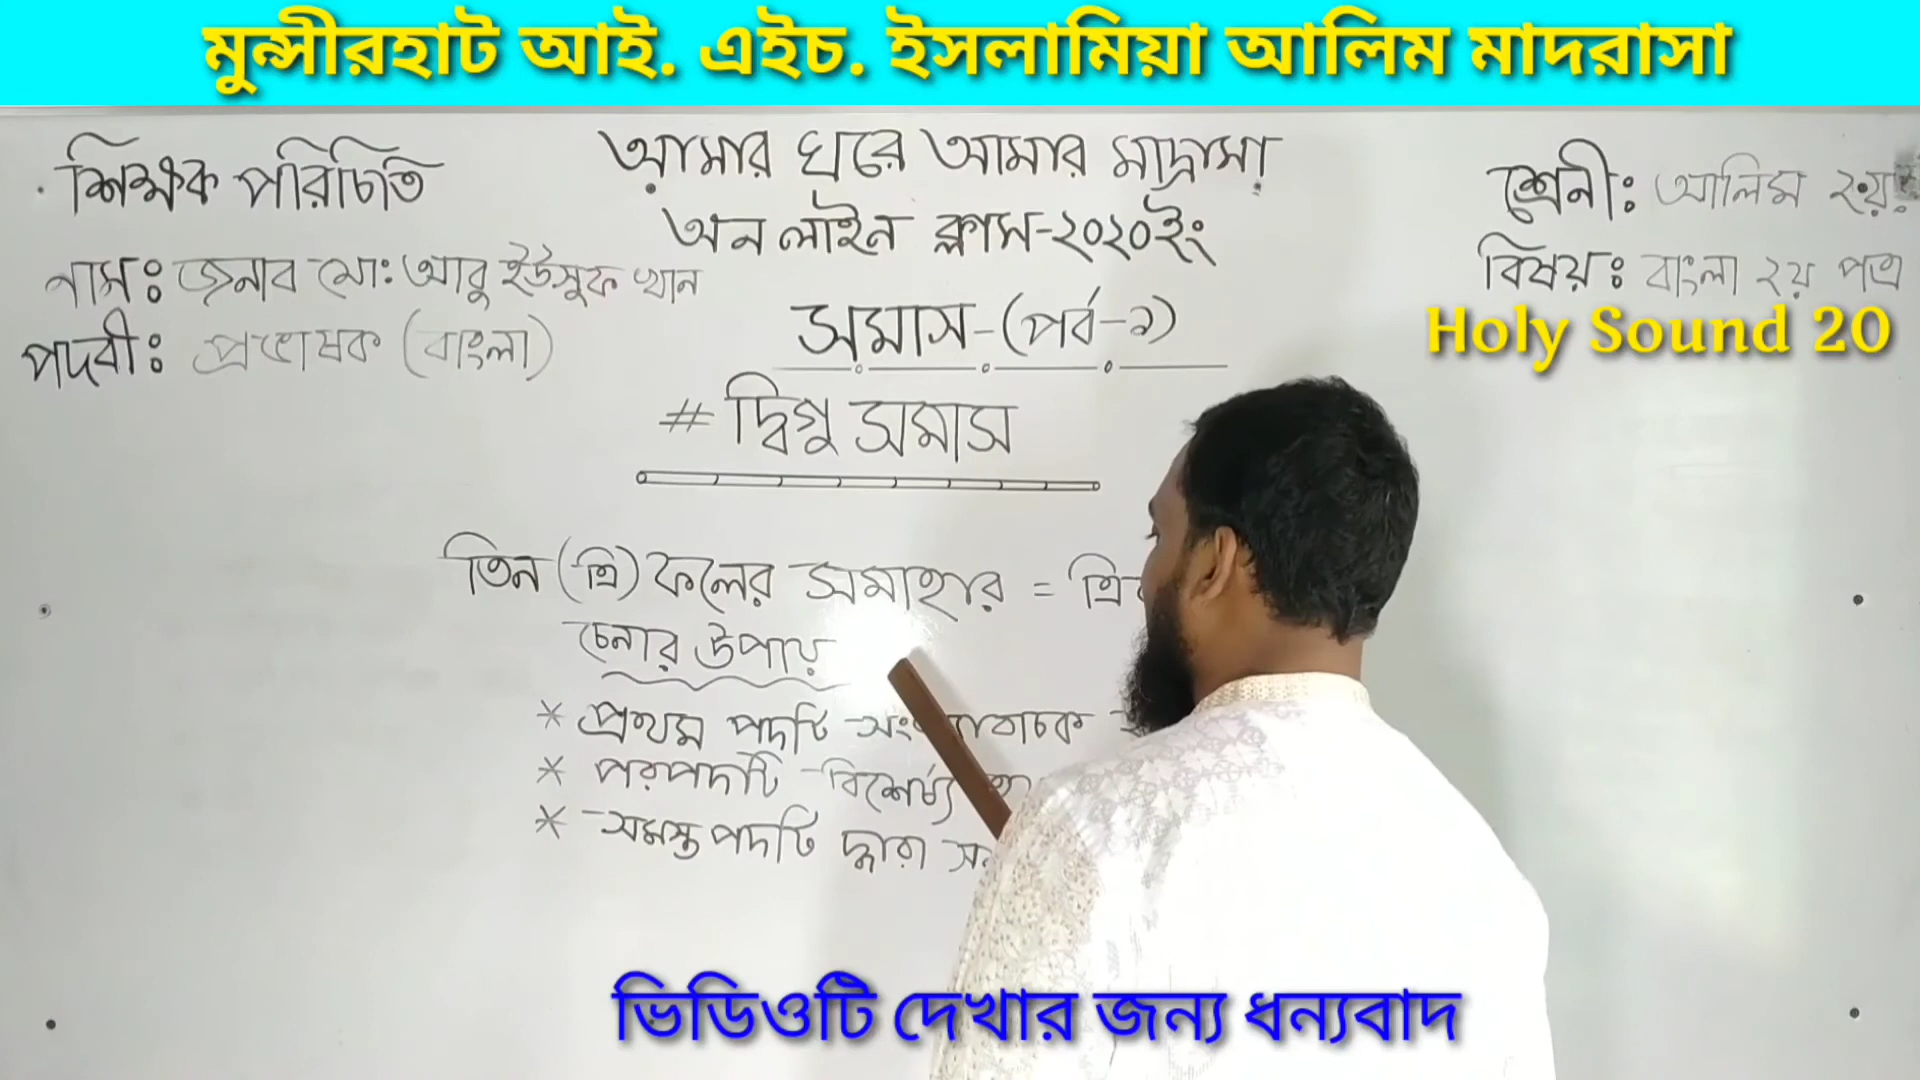 মুন্সীরহাট আই. এইচ. ইসলামিয়া আলিম মাদরাসা
শিক্ষক পরিচিতি
নাম: জনাব মো: আবু ইউসুফ খান
পদবী: প্রভাষক (বাংলা)
আমার ঘরে আমার মাদ্রাসা
অন লাইন ক্লাস-২০২০ইং
সমাস-(পর্ব-১)
শ্রেনী: আলিম ২য়
বিষয়: বাংলা ২য় পত্র
Holy Sound 20
# দ্বিগু সমাস
তিন (ত্রি) ফলের সমাহার =
চেনার উপায়
* প্রথম পদটি
* পরপদটি বিশেষ্য
* সমস্ত পদটি দ্বারা
ভিডিওটি দেখার জন্য ধন্যবাদ